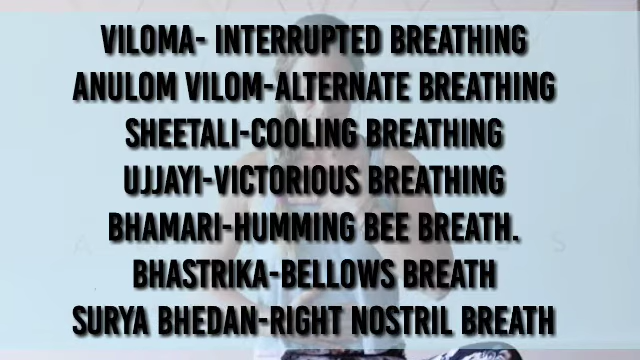 VILOMA- INTERRUPTED BREATHING
ANULOM VILOM-ALTERNATE BREATHING
SHEETALI-COOLING BREATHING
UJJAYI-VICTORIOUS BREATHING
BHAMARI-HUMMING BEE BREATH.
BHASTRIKA-BELLOWS BREATH
SURYA BHEDAN-RIGHT NOSTRIL BREATH